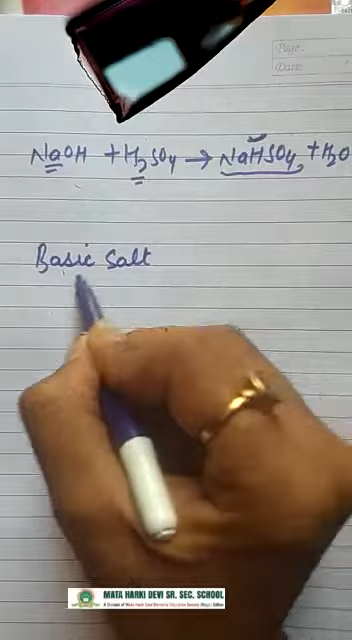 Page:
Date:
NaOH + H₂SO₄ → NaHSO₄ + H₂O
Basic Salt
MATA HARKI DEVI SR. SEC. SCHOOL